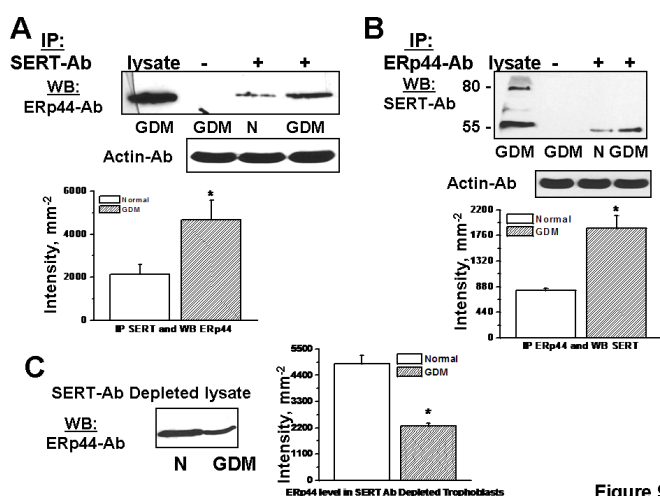 A
IP:
SERT-Ab
lysate - + +
WB:
ERp44-Ab
GDM GDM N GDM
Actin-Ab
Intensity, mm-2
6000
4000
2000
0
Normal
GDM
*
IP SERT and WB ERp44
B
IP:
ERp44-Ab
lysate - + +
WB:
SERT-Ab
80 -
55 -
GDM GDM N GDM
Actin-Ab
Intensity, mm-2
2200
1760
1320
880
440
0
Normal
GDM
*
IP ERp44 and WB SERT
C
SERT-Ab Depleted lysate
WB:
ERp44-Ab
N GDM
Intensity, mm-2
5500
4400
3300
2200
1100
0
Normal
GDM
*
ERp44 level in SERT Ab Depleted Trophoblasts
Figure